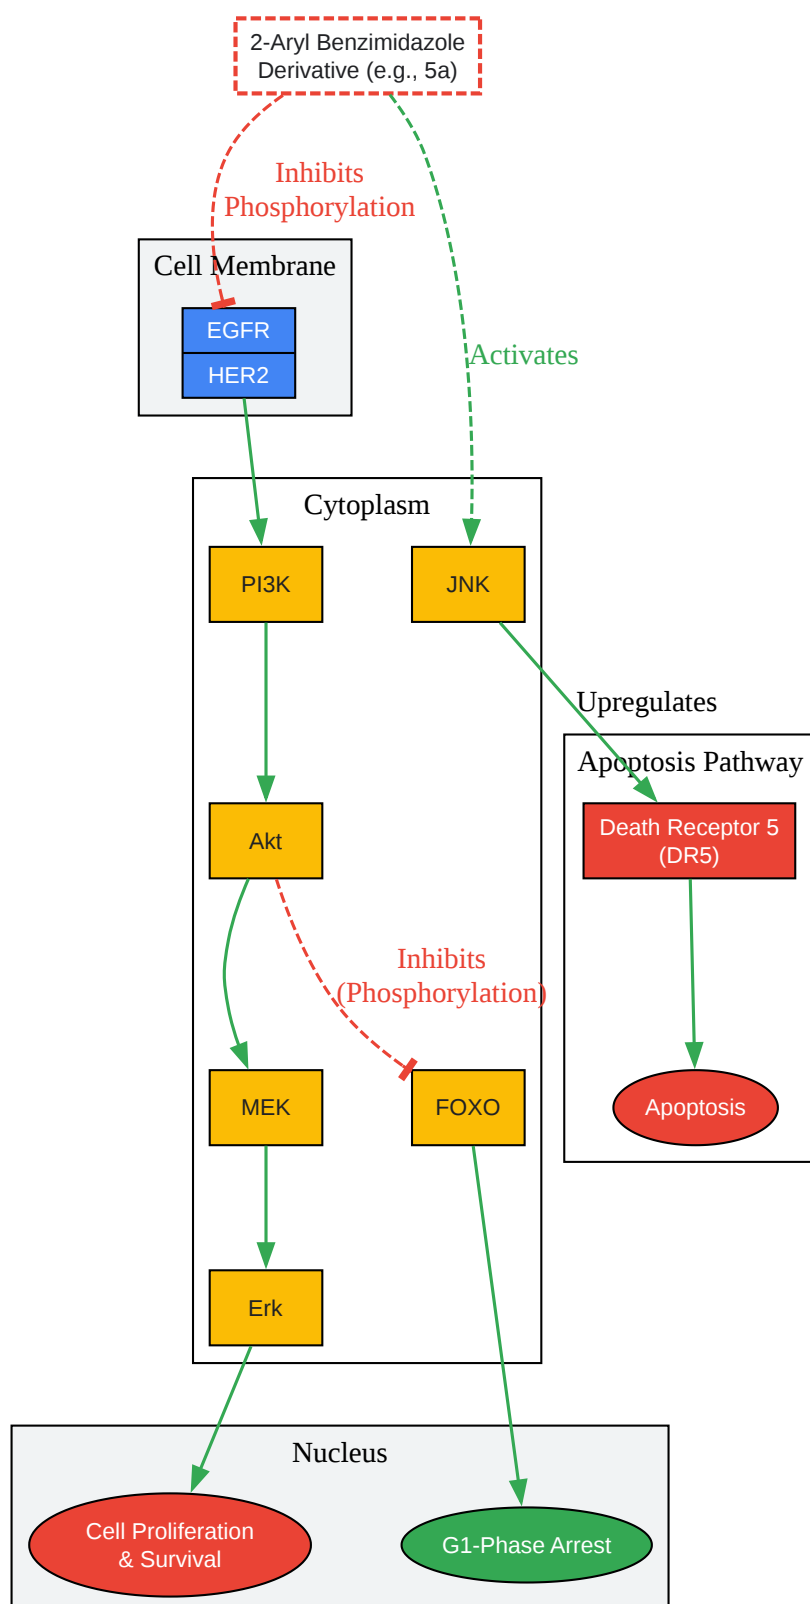 2-Aryl Benzimidazole
Derivative (e.g., 5a)
Inhibits
Phosphorylation
Cell Membrane
EGFR
HER2
Activates
Cytoplasm
PI3K
JNK
Upregulates
Apoptosis Pathway
Death Receptor 5
(DR5)
Akt
Inhibits
(Phosphorylation)
MEK
FOXO
Apoptosis
Erk
Nucleus
Cell Proliferation
& Survival
G1-Phase Arrest